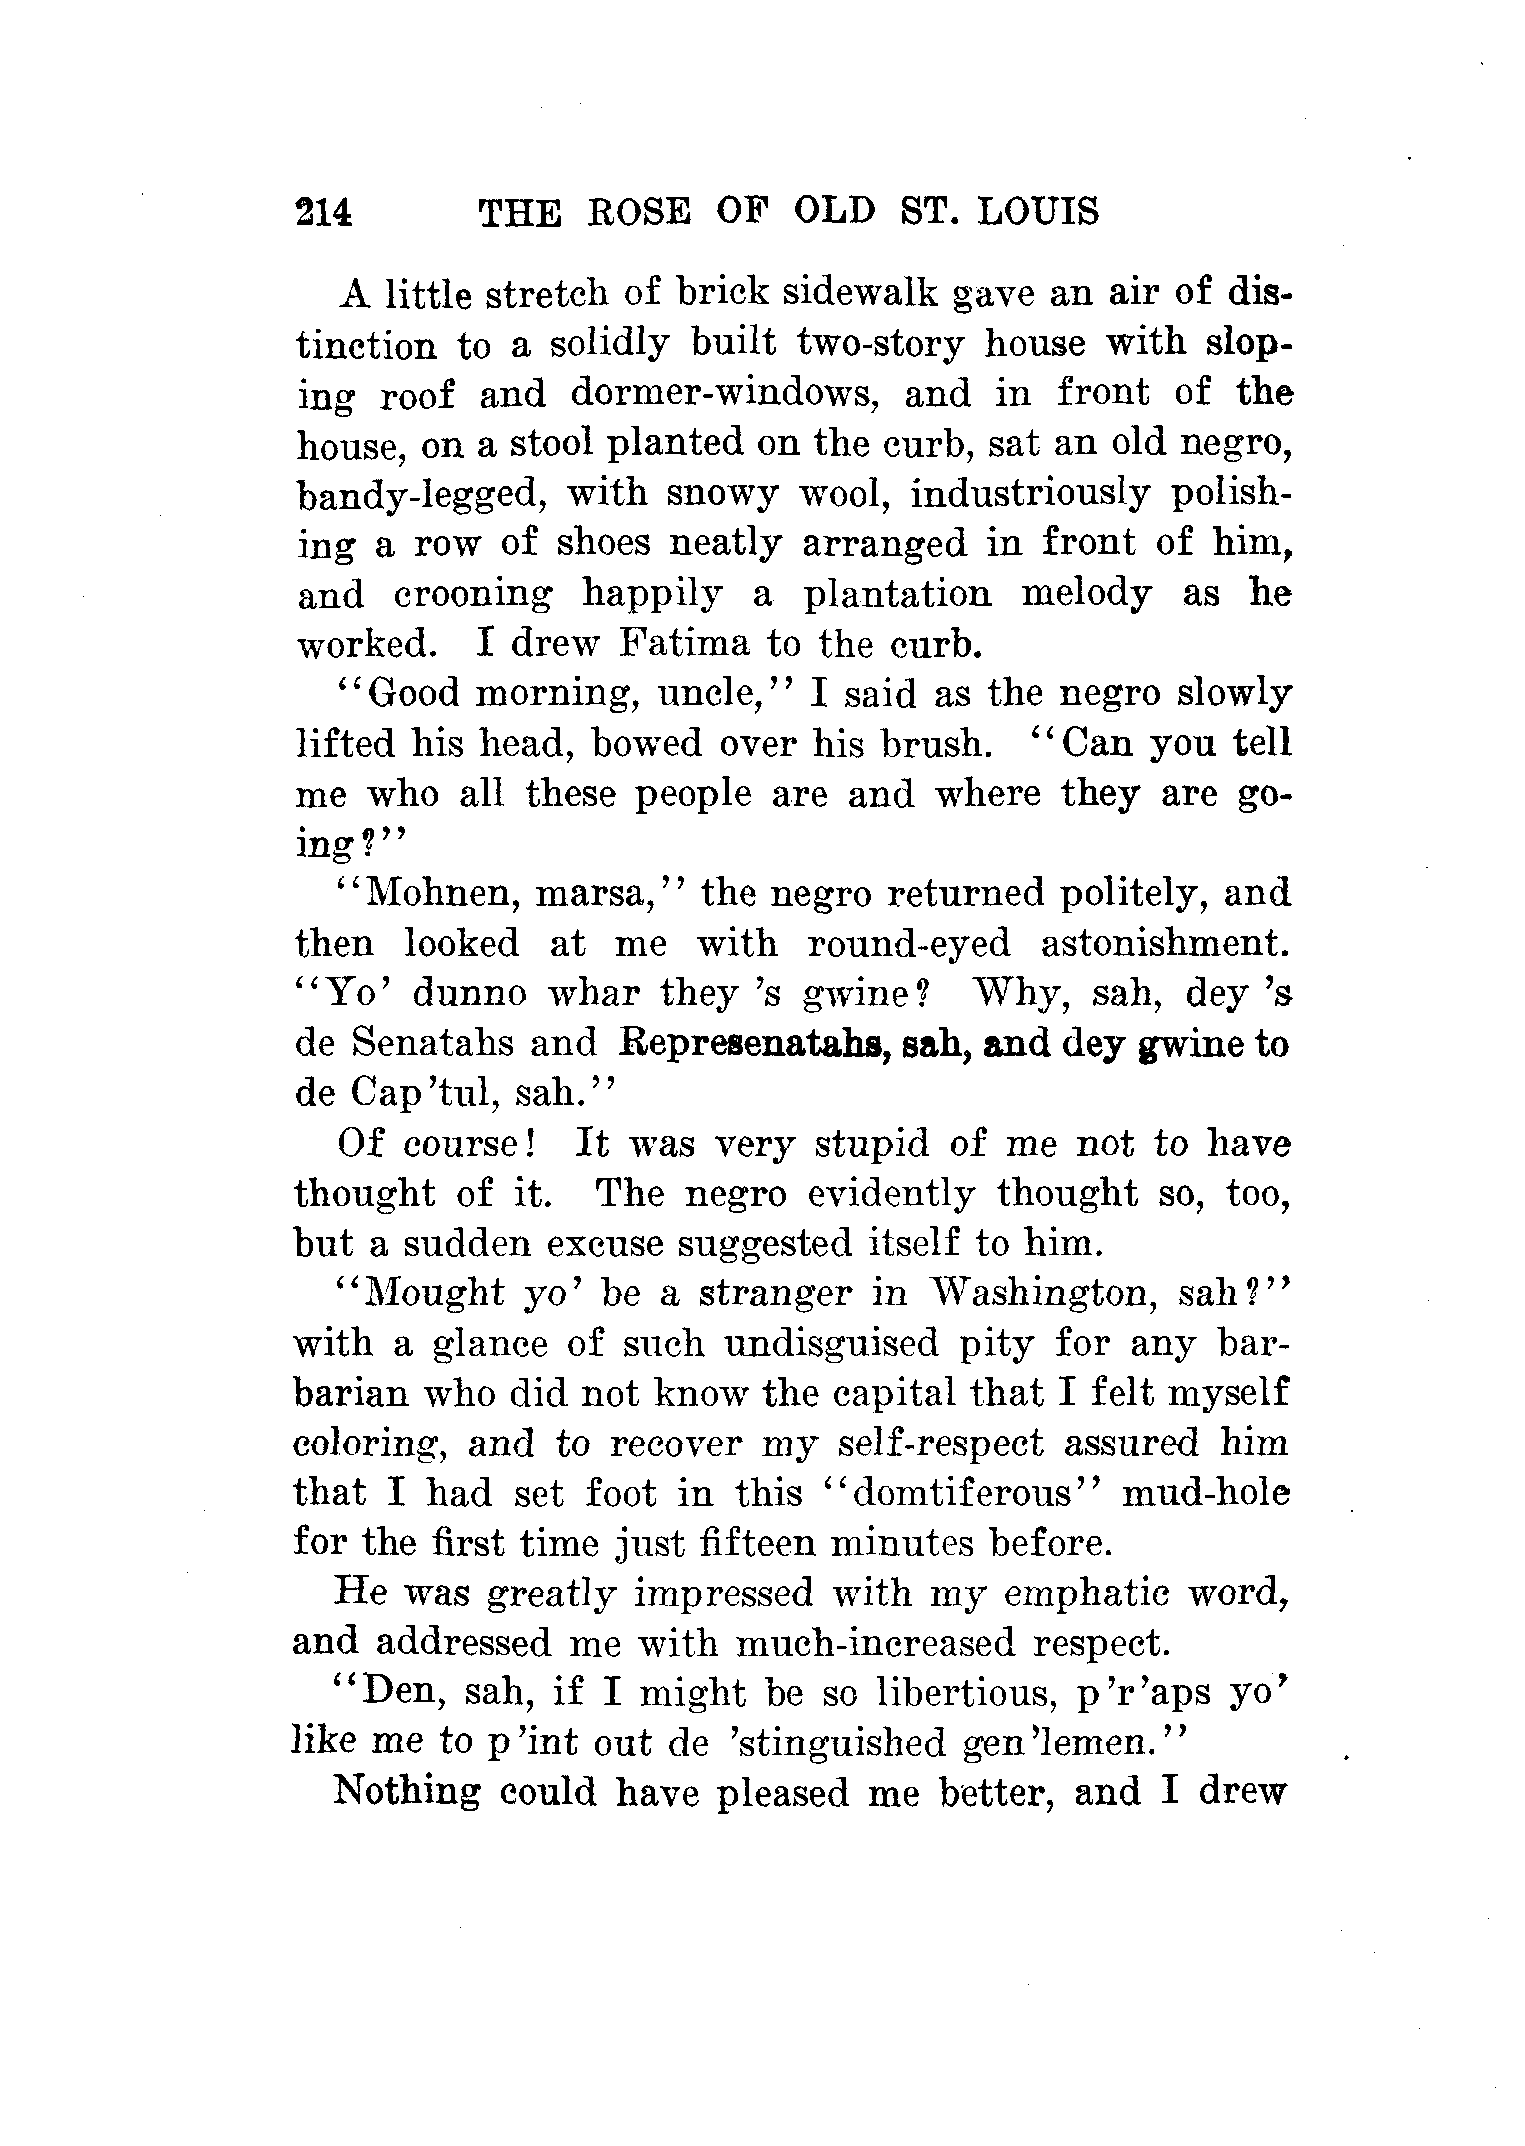 214 THE ROSE OF OLD ST. LOUIS
A little stretch of brick sidewalk gave an air of dis-
tinction to a solidly built two-story house with slop-
ing roof and dormer-windows, and in front of the
house, on a stool planted on the curb, sat an old negro,
bandy-legged, with snowy wool, industriously polish-
ing a row of shoes neatly arranged in front of him,
and crooning happily a plantation melody as he
worked. I drew Fatima to the curb.
"Good morning, uncle," I said as the negro slowly
lifted his head, bowed over his brush. "Can you tell
me who all these people are and where they are go-
ing?"
"Mohnen, marsa," the negro returned politely, and
then looked at me with round-eyed astonishment.
"Yo' dunno whar they 's gwine? Why, sah, dey 's
de Senatahs and Represenatahs, sah, and dey gwine to
de Cap'tul, sah."
Of course! It was very stupid of me not to have
thought of it. The negro evidently thought so, too,
but a sudden excuse suggested itself to him.
"Mought yo' be a stranger in Washington, sah?"
with a glance of such undisguised pity for any bar-
barian who did not know the capital that I felt myself
coloring, and to recover my self-respect assured him
that I had set foot in this "domtiferous" mud-hole
for the first time just fifteen minutes before.
He was greatly impressed with my emphatic word,
and addressed me with much-increased respect.
"Den, sah, if I might be so libertious, p'r'aps yo'
like me to p'int out de 'stinguished gen'lemen."
Nothing could have pleased me better, and I drew